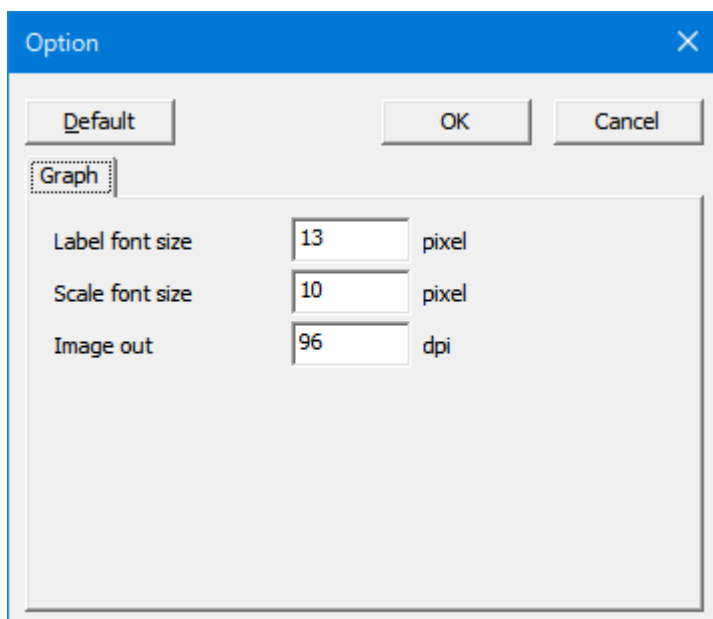 Option
Default OK Cancel
Graph
Label font size 13 pixel
Scale font size 10 pixel
Image out 96 dpi